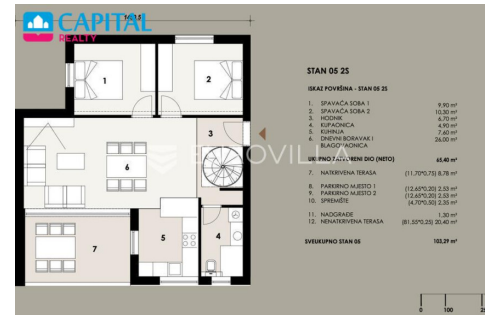 CAPITAL
REALTY
STAN 05 2S
ISKAZ POVRŠINA - STAN 05 2S
1. SPAVAĆA SOBA 1 9,90 m²
2. SPAVAĆA SOBA 2 10,30 m²
3. HODNIK 6,70 m²
4. KUPAONICA 4,90 m²
5. KUHINJA 7,60 m²
6. DNEVNI BORAVAK I 26,00 m²
BLAGOVAONICA
UKUPNO ZATVORENI DIO (NETO) 65,40 m²
7. NATKRIVENA TERASA (11,70*0,75) 8,78 m²
8. PARKIRNO MJESTO 1 (12,65*0,20) 2,53 m²
9. PARKIRNO MJESTO 2 (12,65*0,20) 2,53 m²
10. SPREMIŠTE (4,70*0,50) 2,35 m²
11. NADOGRAĐE 1,30 m²
12. NENATKRIVENA TERASA (81,55*0,25) 20,40 m²
SVEUKUPNO STAN 05 103,29 m²
1
2
3
6
4
5
7
0 100